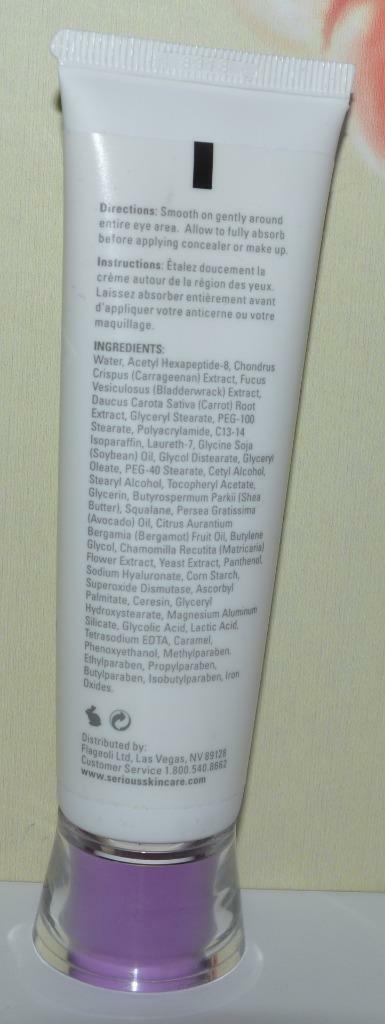 Directions: Smooth on gently around
entire eye area. Allow to fully absorb
before applying concealer or make up.
Instructions: Étalez doucement la
crème autour de la région des yeux.
Laissez absorber entièrement avant
d'appliquer votre anticerne ou votre
maquillage.
INGREDIENTS:
Water, Acetyl Hexapeptide-8, Chondrus
Crispus (Carrageenan) Extract, Fucus
Vesiculosus (Bladderwrack) Extract,
Daucus Carota Sativa (Carrot) Root
Extract, Glyceryl Stearate, PEG-100
Stearate, Polyacrylamide, C13-14
Isoparaffin, Laureth-7, Glycine Soja
(Soybean) Oil, Glycol Distearate, Glyceryl
Oleate, PEG-40 Stearate, Cetyl Alcohol,
Stearyl Alcohol, Tocopheryl Acetate,
Glycerin, Butyrospermum Parkii (Shea
Butter), Squalane, Persea Gratissima
(Avocado) Oil, Citrus Aurantium
Bergamia (Bergamot) Fruit Oil, Butylene
Glycol, Chamomilla Recutita (Matricaria)
Flower Extract, Yeast Extract, Panthenol,
Sodium Hyaluronate, Corn Starch,
Superoxide Dismutase, Ascorbyl
Palmitate, Ceresin, Glyceryl
Hydroxystearate, Magnesium Aluminum
Silicate, Glycolic Acid, Lactic Acid,
Tetrasodium EDTA, Caramel,
Phenoxyethanol, Methylparaben,
Ethylparaben, Propylparaben,
Butylparaben, Isobutylparaben, Iron
Oxides.
Distributed by:
Flageoli Ltd, Las Vegas, NV 89128
Customer Service 1.800.540.8662
www.seriousskincare.com